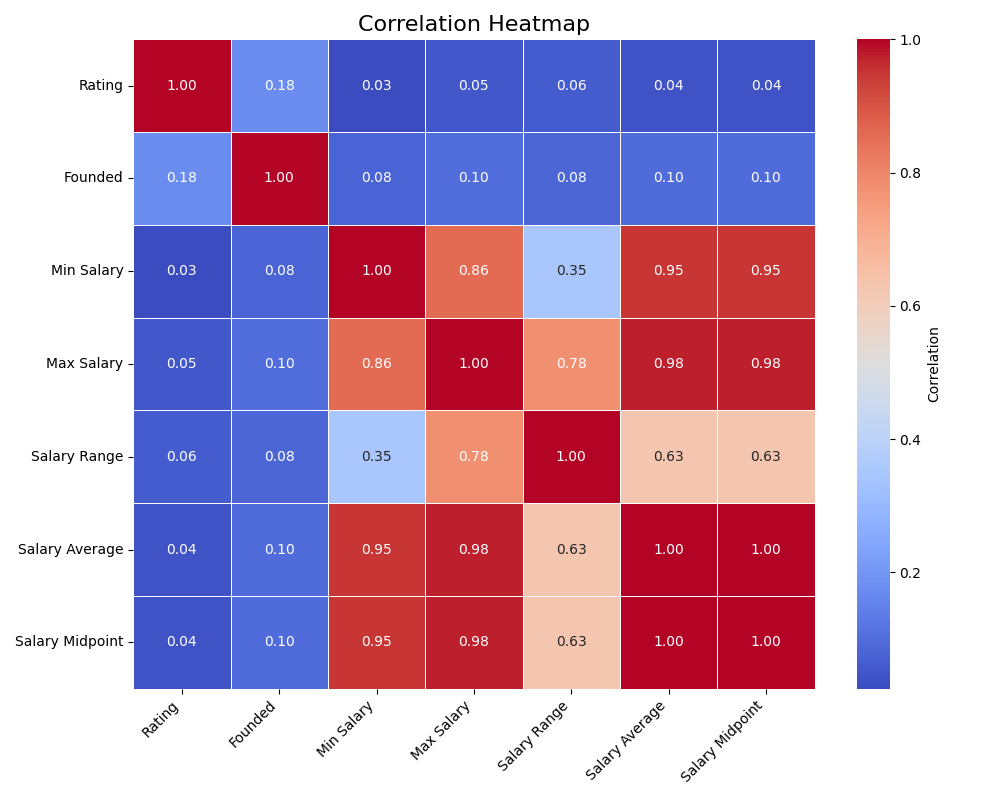 Correlation Heatmap
Rating 1.00 0.18 0.03 0.05 0.06 0.04 0.04
Founded 0.18 1.00 0.08 0.10 0.08 0.10 0.10
Min Salary 0.03 0.08 1.00 0.86 0.35 0.95 0.95
Max Salary 0.05 0.10 0.86 1.00 0.78 0.98 0.98
Salary Range 0.06 0.08 0.35 0.78 1.00 0.63 0.63
Salary Average 0.04 0.10 0.95 0.98 0.63 1.00 1.00
Salary Midpoint 0.04 0.10 0.95 0.98 0.63 1.00 1.00
Rating Founded Min Salary Max Salary Salary Range Salary Average Salary Midpoint
1.0
0.8
0.6
0.4
0.2
Correlation